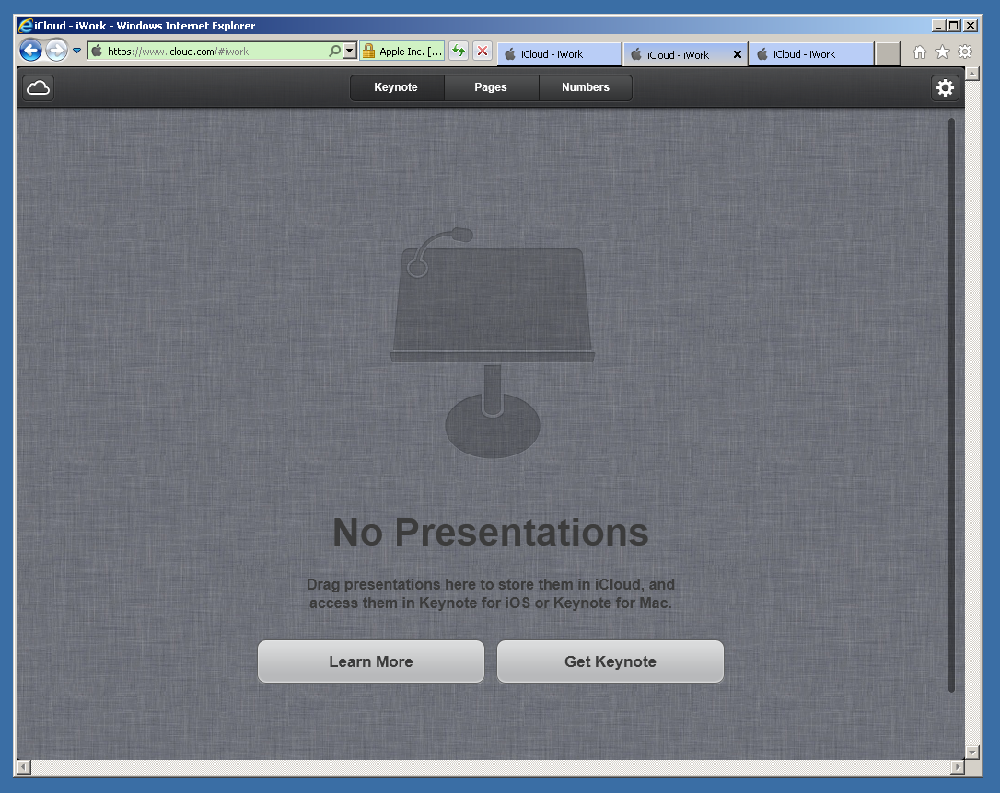 iCloud - iWork - Windows Internet Explorer
https://www.icloud.com/#iwork
Apple Inc. [...
iCloud - iWork
iCloud - iWork
iCloud - iWork
Keynote
Pages
Numbers
No Presentations
Drag presentations here to store them in iCloud, and
access them in Keynote for iOS or Keynote for Mac.
Learn More
Get Keynote